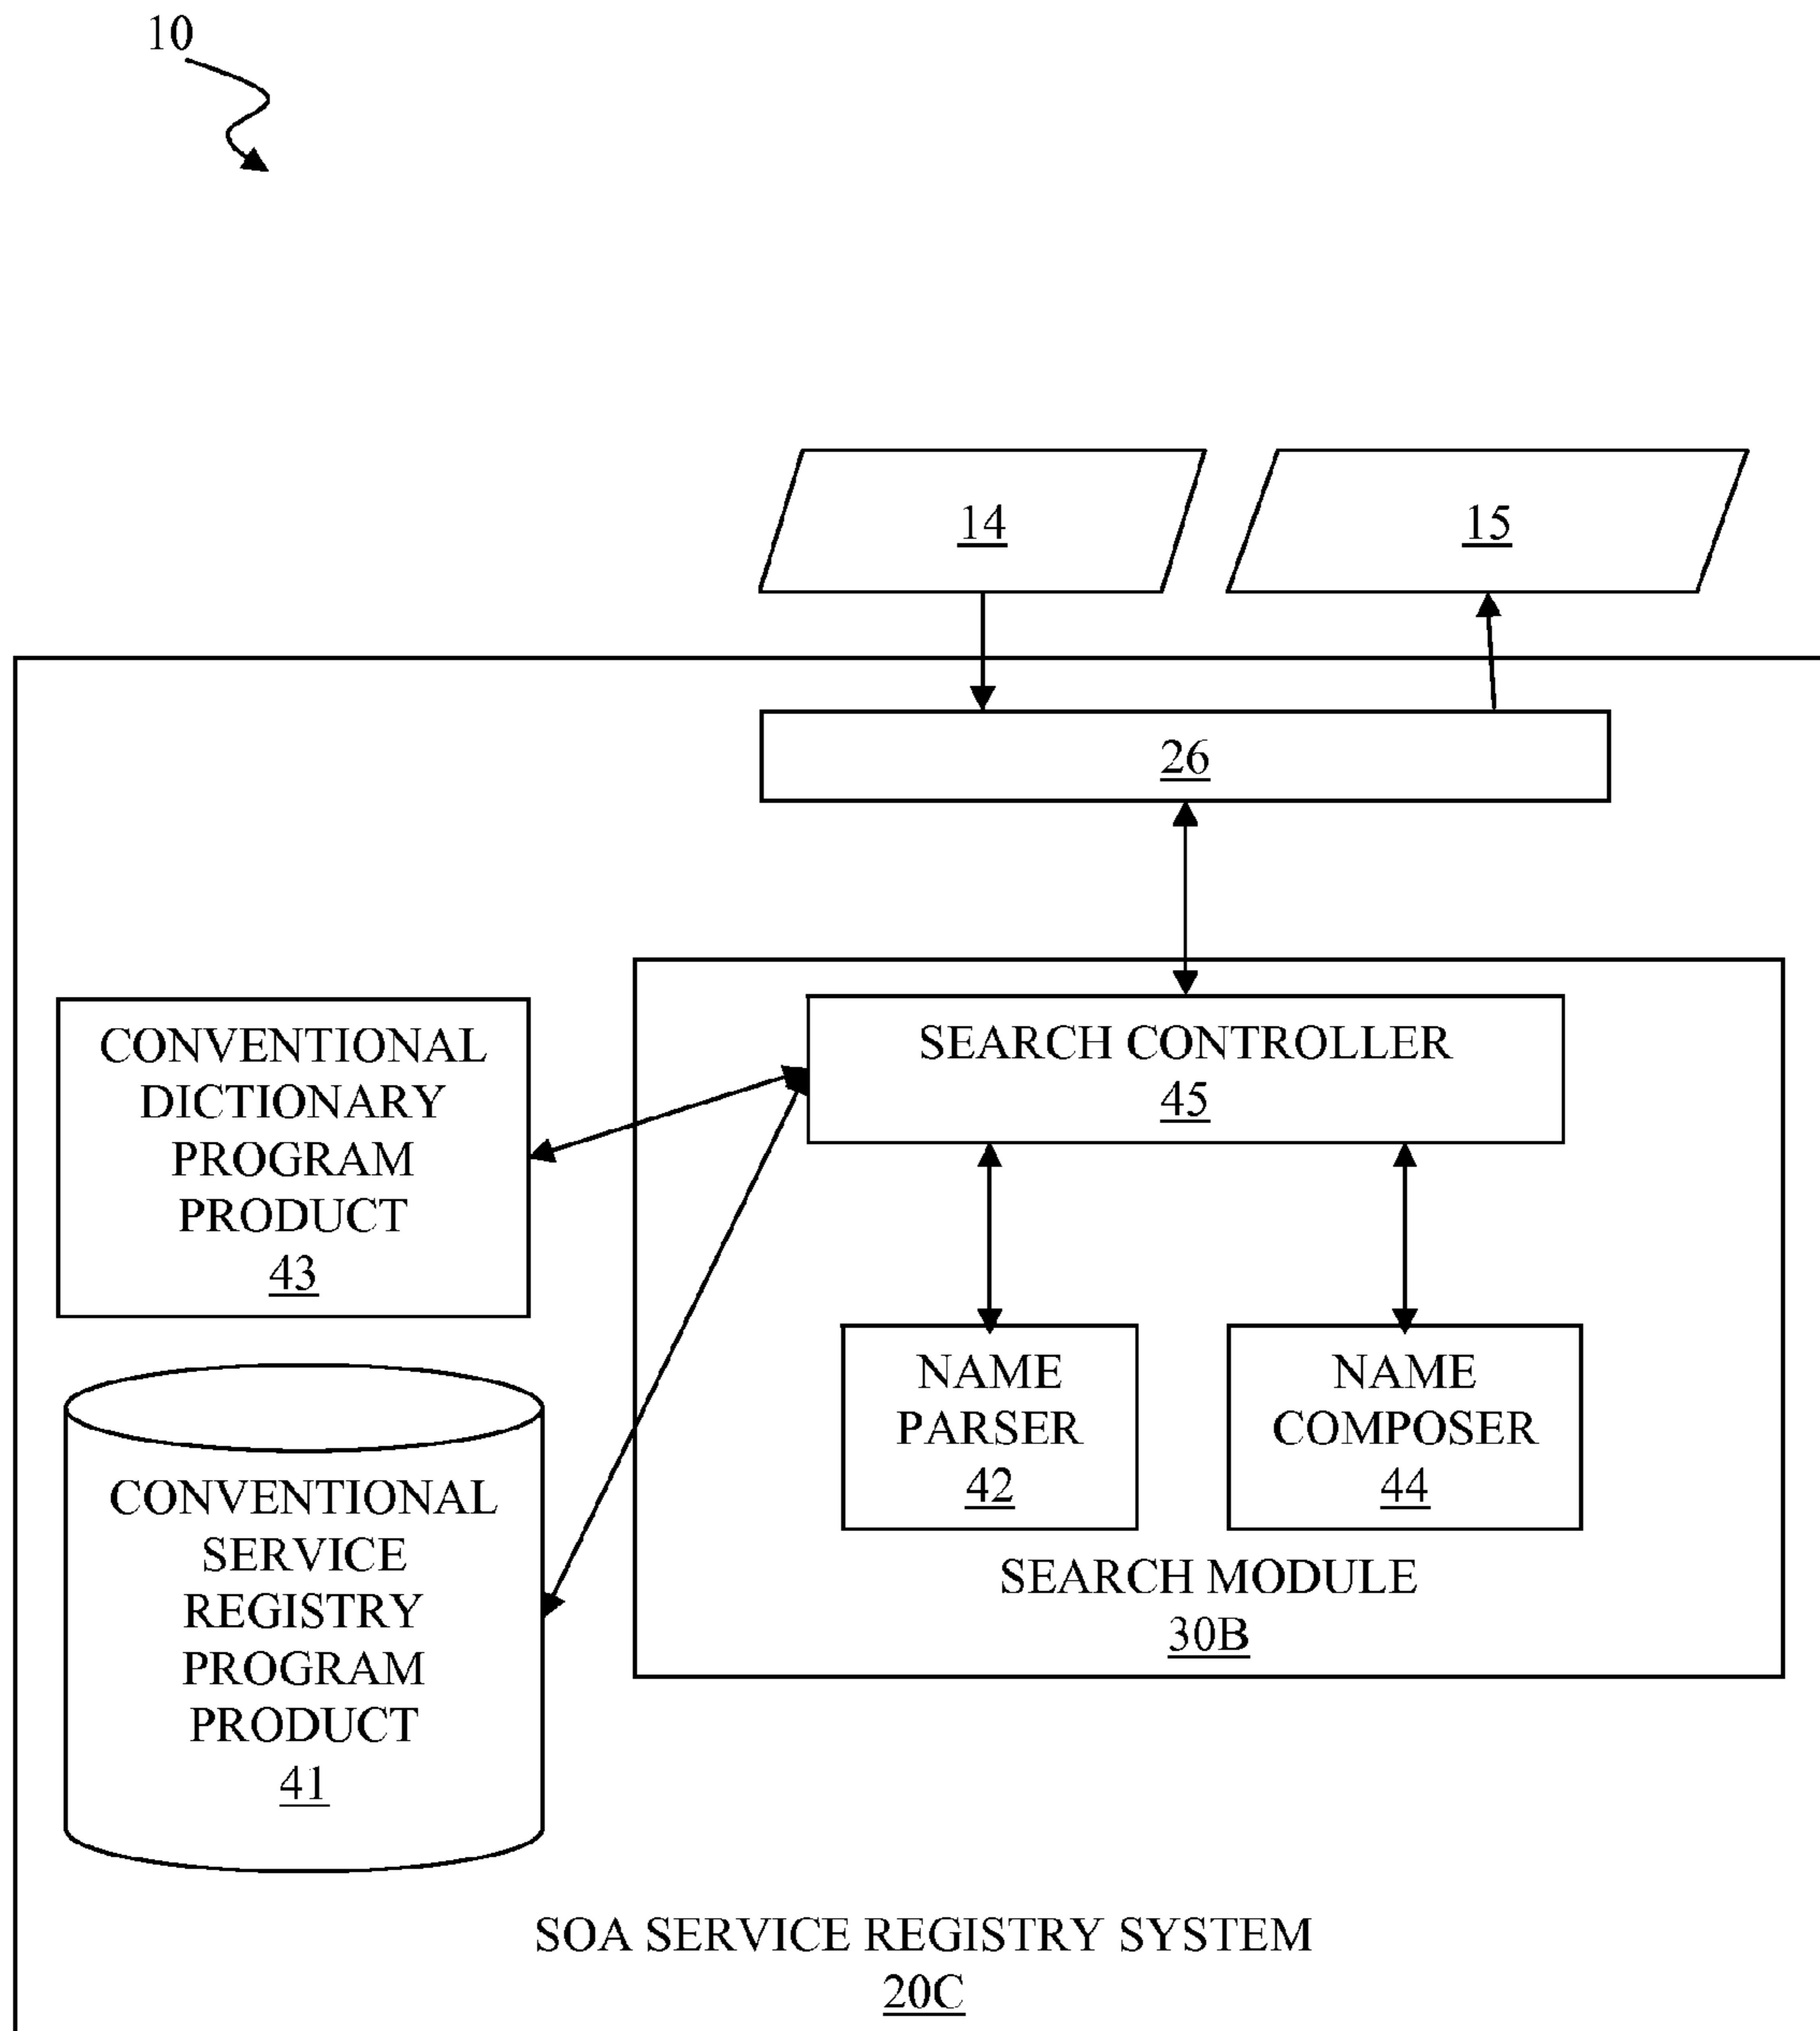 10
14
15
26
CONVENTIONAL
DICTIONARY
PROGRAM
PRODUCT
43
SEARCH CONTROLLER
45
NAME
PARSER
42
NAME
COMPOSER
44
SEARCH MODULE
30B
CONVENTIONAL
SERVICE
REGISTRY
PROGRAM
PRODUCT
41
SOA SERVICE REGISTRY SYSTEM
20C